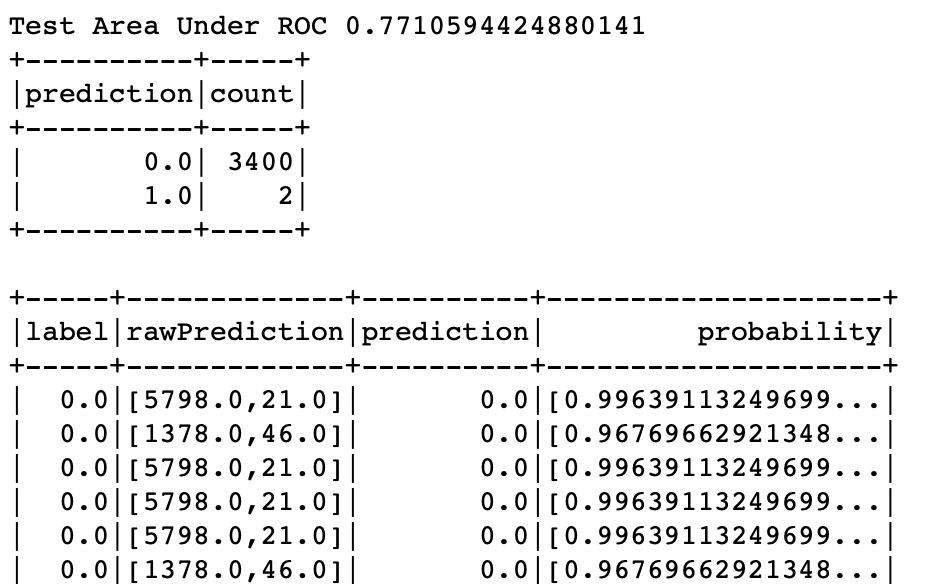 Test Area Under ROC 0.7710594424880141
+----------+-----+
|prediction|count|
+----------+-----+
|       0.0| 3400|
|       1.0|    2|
+----------+-----+
+-----+-------------+----------+--------------------+
|label|rawPrediction|prediction|         probability|
+-----+-------------+----------+--------------------+
|  0.0|[5798.0,21.0]|       0.0|[0.99639113249699...|
|  0.0|[1378.0,46.0]|       0.0|[0.96769662921348...|
|  0.0|[5798.0,21.0]|       0.0|[0.99639113249699...|
|  0.0|[5798.0,21.0]|       0.0|[0.99639113249699...|
|  0.0|[5798.0,21.0]|       0.0|[0.99639113249699...|
|  0.0|[1378.0,46.0]|       0.0|[0.96769662921348...|